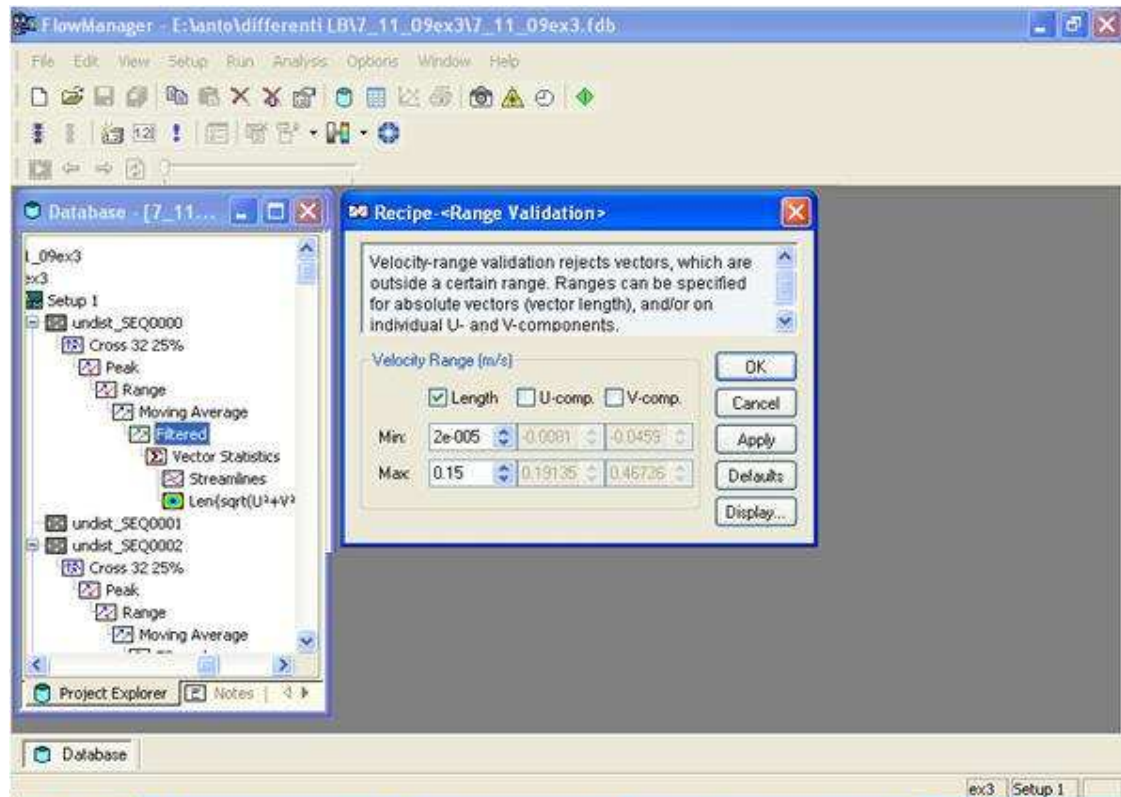 FlowManager - E:\anto\differenti LB\7_11_09ex3\7_11_09ex3.fdb
File Edit View Setup Run Analysis Options Window Help
Database - [7_11...
1_09ex3
ex3
Setup 1
undist_SEQ0000
Cross 32 25%
Peak
Range
Moving Average
Filtered
Vector Statistics
Streamlines
Len(sqrt(U²+V²
undist_SEQ0001
undist_SEQ0002
Cross 32 25%
Peak
Range
Moving Average
Project Explorer Notes
Recipe-<Range Validation>
Velocity-range validation rejects vectors, which are
outside a certain range. Ranges can be specified
for absolute vectors (vector length), and/or on
individual U- and V-components.
Velocity Range (m/s)
Length U-comp. V-comp.
Min: 2e-005 -0.0081 -0.0459
Max: 0.15 0.19135 0.46726
OK
Cancel
Apply
Defaults
Display...
Database
ex3 Setup 1